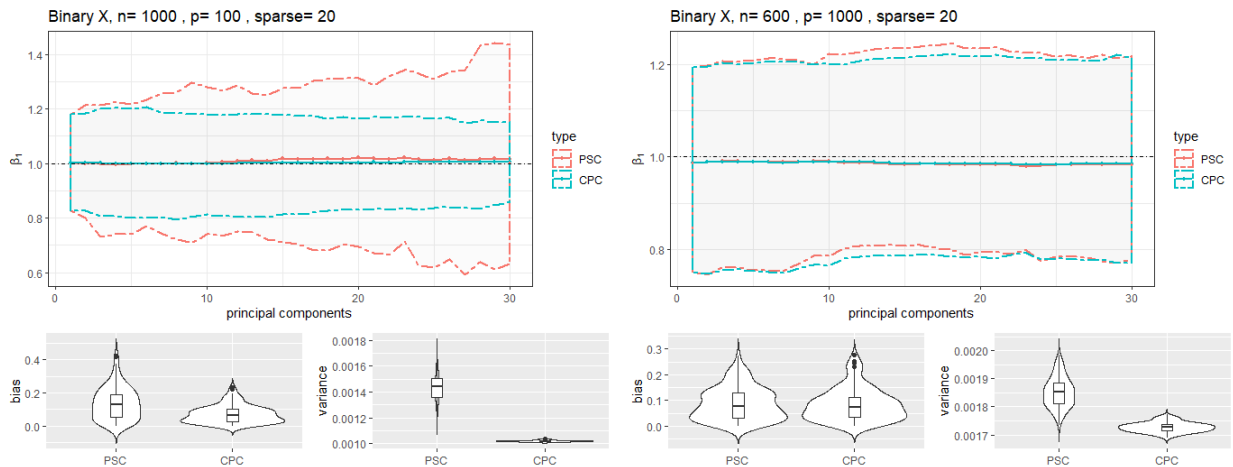 Binary X, n= 1000 , p= 100 , sparse= 20
1.4
1.2
1.0
0.8
0.6
β₁
0
10
20
30
principal components
type
PSC
CPC
Binary X, n= 600 , p= 1000 , sparse= 20
1.2
1.0
0.8
β₁
0
10
20
30
principal components
type
PSC
CPC
0.4
0.2
0.0
bias
PSC
CPC
0.0018
0.0016
0.0014
0.0012
0.0010
variance
PSC
CPC
0.3
0.2
0.1
0.0
bias
PSC
CPC
0.0020
0.0019
0.0018
0.0017
variance
PSC
CPC